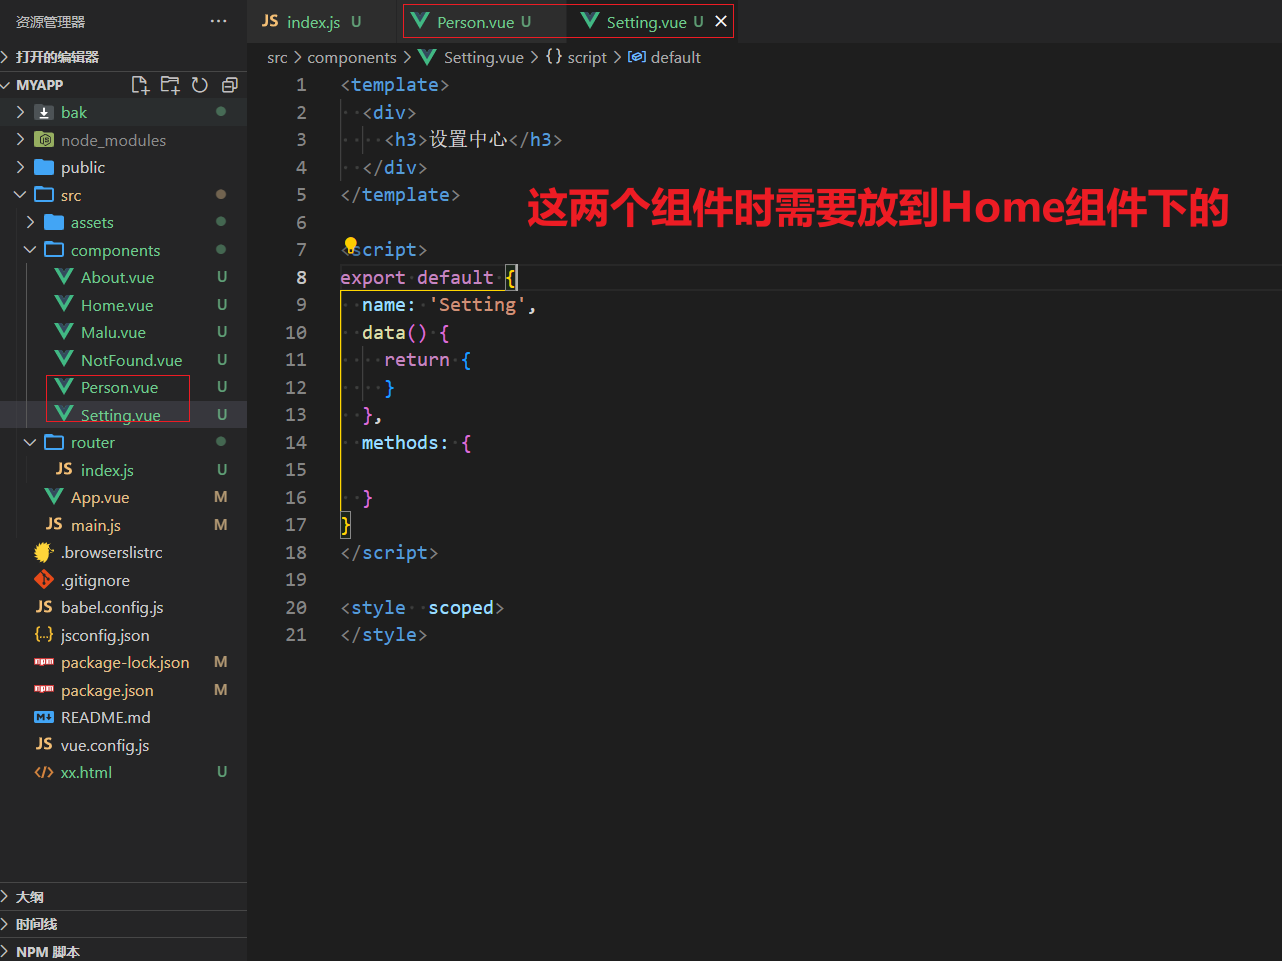 资源管理器 ···
打开的编辑器
MYAPP
bak
node_modules
public
src
assets
components
About.vue U
Home.vue U
Malu.vue U
NotFound.vue U
Person.vue U
Setting.vue U
router
JS index.js U
App.vue M
JS main.js M
.browserslistrc
.gitignore
JS babel.config.js
{..} jsconfig.json
npm package-lock.json M
npm package.json M
M↓ README.md
JS vue.config.js
</> xx.html U
大纲
时间线
NPM 脚本
JS index.js U Person.vue U Setting.vue U ×
src > components > Setting.vue > {} script > default
1 <template>
2 <div>
3 <h3>设置中心</h3>
4 </div>
5 </template>
这两个组件时需要放到Home组件下的
6
7 <script>
8 export default {
9 name: 'Setting',
10 data() {
11 return {
12 }
13 },
14 methods: {
15
16 }
17 }
18 </script>
19
20 <style scoped>
21 </style>